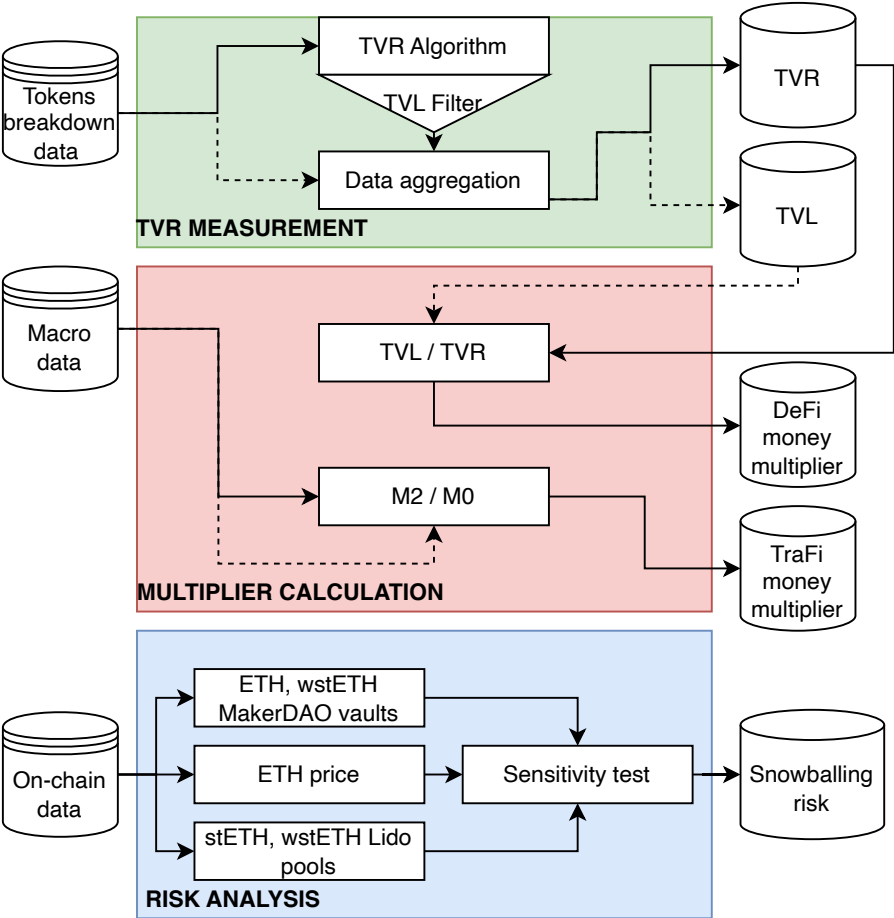 TVR Algorithm
TVL Filter
Data aggregation
TVR MEASUREMENT
Tokens
breakdown
data
TVR
TVL
Macro
data
TVL / TVR
M2 / M0
MULTIPLIER CALCULATION
DeFi
money
multiplier
TraFi
money
multiplier
On-chain
data
ETH, wstETH
MakerDAO vaults
ETH price
stETH, wstETH Lido
pools
Sensitivity test
RISK ANALYSIS
Snowballing
risk